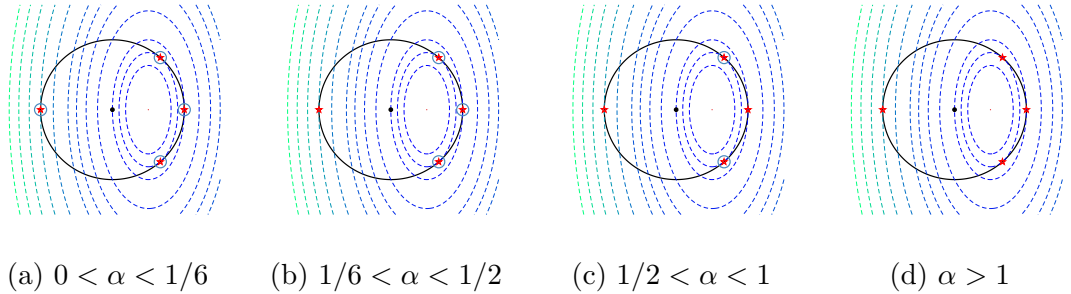 (a) 0 < α < 1/6 (b) 1/6 < α < 1/2 (c) 1/2 < α < 1 (d) α > 1